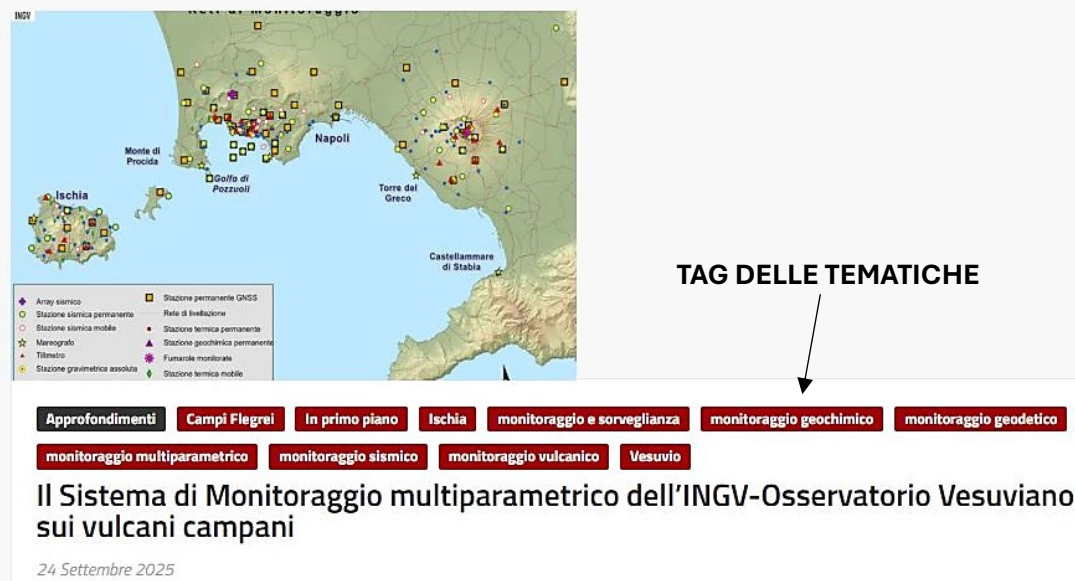 INGV
Reti di monitoraggio
Napoli
Monte di
Procida
Golfo di
Pozzuoli
Ischia
Torre del
Greco
Castellammare
di Stabia
Array sismico
Stazione sismica permanente
Stazione sismica mobile
Mareografo
Tiltmetro
Stazione gravimetrica assoluta
Stazione permanente GNSS
Rete di livellazione
Stazione termica permanente
Stazione geochimica permanente
Fumarole monitorate
Stazione termica mobile
TAG DELLE TEMATICHE
Approfondimenti Campi Flegrei In primo piano Ischia monitoraggio e sorveglianza monitoraggio geochimico monitoraggio geodetico
monitoraggio multiparametrico monitoraggio sismico monitoraggio vulcanico Vesuvio
Il Sistema di Monitoraggio multiparametrico dell'INGV-Osservatorio Vesuviano
sui vulcani campani
24 Settembre 2025